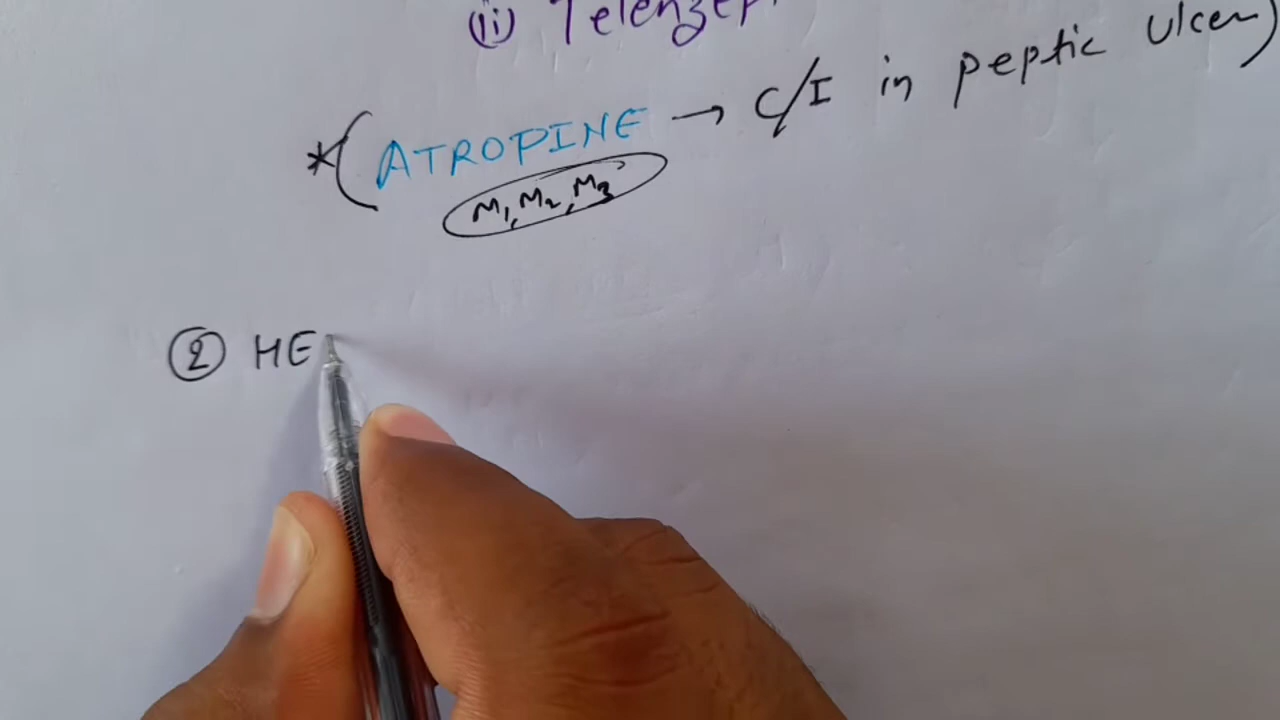 (ii) Telenzep
*(ATROPINE → C/I in peptic ulcer)
M1, M2, M3
② HE